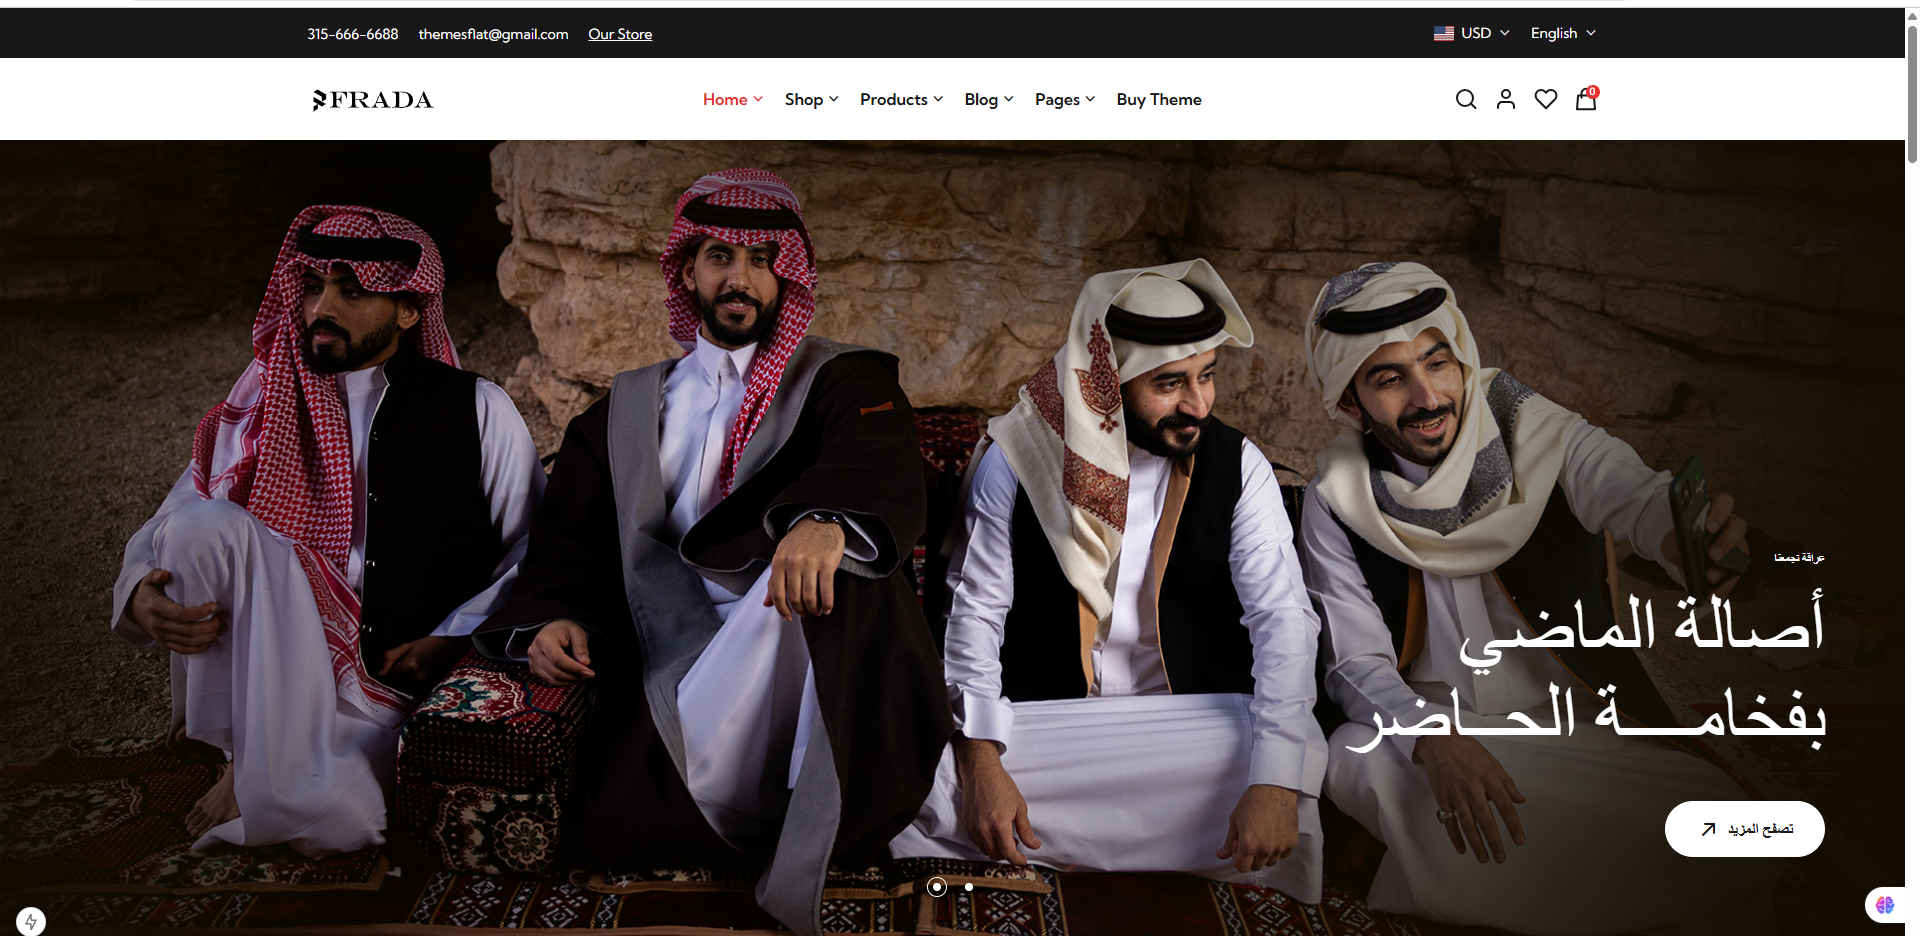 315-666-6688 themesflat@gmail.com Our Store USD English
FRADA Home Shop Products Blog Pages Buy Theme 0
عراقة تجمعنا
أصالة الماضي
بفخامـــة الحـــاضر
تصفح المزيد